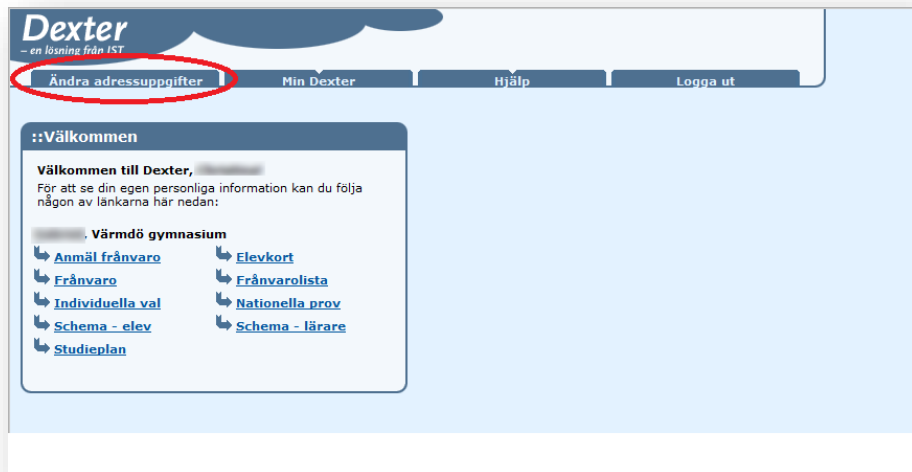 Dexter
– en lösning från IST
Ändra adressuppgifter Min Dexter Hjälp Logga ut
::Välkommen
Välkommen till Dexter,
För att se din egen personliga information kan du följa
någon av länkarna här nedan:
, Värmdö gymnasium
Anmäl frånvaro Elevkort
Frånvaro Frånvarolista
Individuella val Nationella prov
Schema - elev Schema - lärare
Studieplan